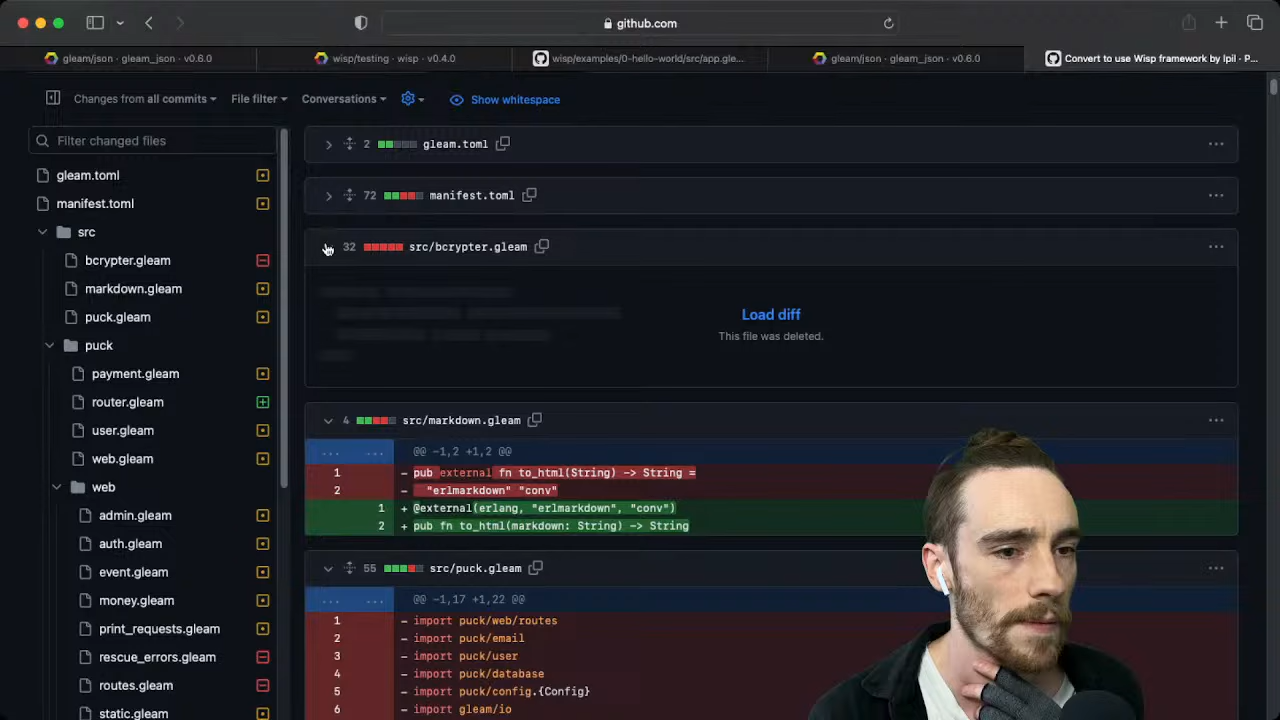 github.com
gleam/json · gleam_json · v0.6.0
wisp/testing · wisp · v0.4.0
wisp/examples/0-hello-world/src/app.gle...
gleam/json · gleam_json · v0.6.0
Convert to use Wisp framework by lpil · P...
Changes from all commits
File filter
Conversations
Show whitespace
Filter changed files
gleam.toml
manifest.toml
src
bcrypter.gleam
markdown.gleam
puck.gleam
puck
payment.gleam
router.gleam
user.gleam
web.gleam
web
admin.gleam
auth.gleam
event.gleam
money.gleam
print_requests.gleam
rescue_errors.gleam
routes.gleam
static.gleam
2 gleam.toml
72 manifest.toml
32 src/bcrypter.gleam
Load diff
This file was deleted.
4 src/markdown.gleam
... ... @@ -1,2 +1,2 @@
1 - pub external fn to_html(String) -> String =
2 - "erlmarkdown" "conv"
1 + @external(erlang, "erlmarkdown", "conv")
2 + pub fn to_html(markdown: String) -> String
55 src/puck.gleam
... ... @@ -1,17 +1,22 @@
1 - import puck/web/routes
2 - import puck/email
3 - import puck/user
4 - import puck/database
5 - import puck/config.{Config}
6 - import gleam/io